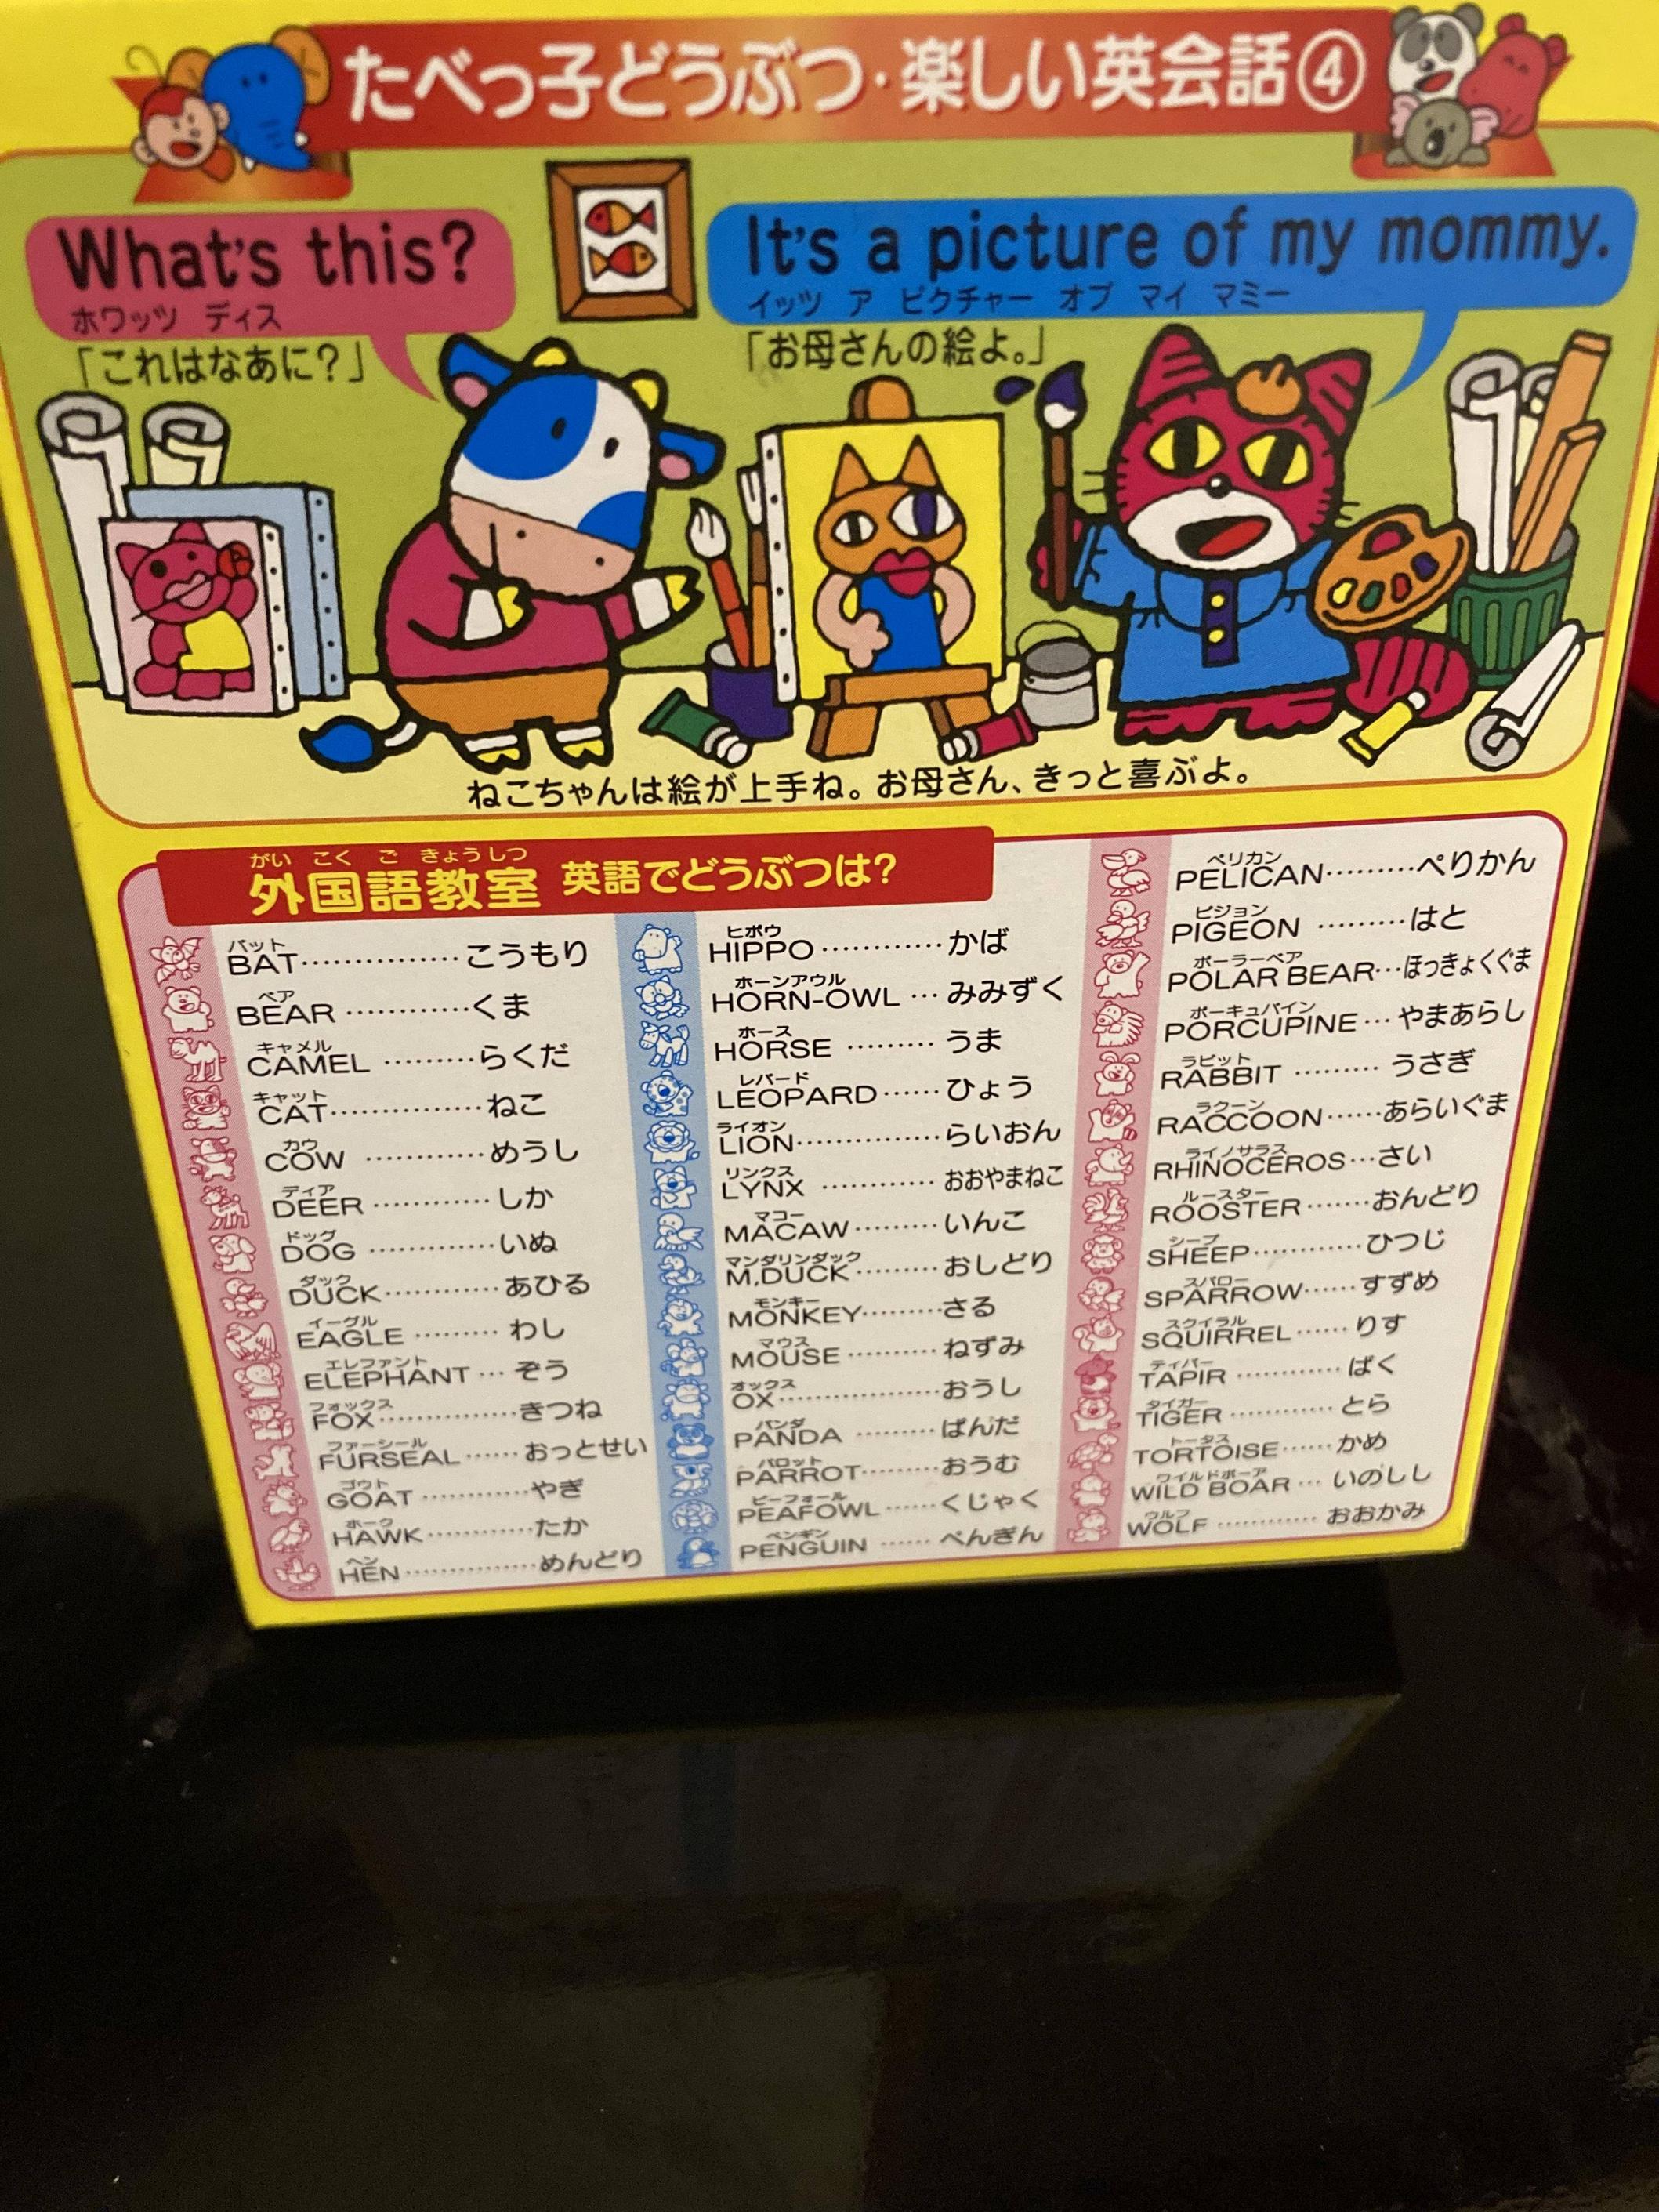 たべっ子どうぶつ・楽しい英会話④
What's this?
ホワッツ ディス
「これはなあに?」
It's a picture of my mommy.
イッツ ア ピクチャー オブ マイ マミー
「お母さんの絵よ。」
ねこちゃんは絵が上手ね。お母さん、きっと喜ぶよ。
がいこくごきょうしつ
外国語教室 英語でどうぶつは?
バット
BAT……………こうもり
ベア
BEAR …………くま
キャメル
CAMEL ………らくだ
キャット
CAT……………ねこ
カウ
COW …………めうし
ディア
DEER …………しか
ドッグ
DOG …………いぬ
ダック
DUCK…………あひる
イーグル
EAGLE ………わし
エレファント
ELEPHANT …ぞう
フォックス
FOX……………きつね
ファーシール
FURSEAL……おっとせい
ゴウト
GOAT …………やぎ
ホーク
HAWK…………たか
ヘン
HEN……………めんどり
ヒポウ
HIPPO …………かば
ホーンアウル
HORN-OWL …みみずく
ホース
HORSE ………うま
レパード
LEOPARD……ひょう
ライオン
LION……………らいおん
リンクス
LYNX …………おおやまねこ
マコー
MACAW………いんこ
マンダリンダック
M,DUCK………おしどり
モンキー
MONKEY………さる
マウス
MOUSE ………ねずみ
オックス
OX………………おうし
パンダ
PANDA ………ぱんだ
パロット
PARROT………おうむ
ピーフォール
PEAFOWL……くじゃく
ペンギン
PENGUIN ……ぺんぎん
ペリカン
PELICAN………ぺりかん
ピジョン
PIGEON ………はと
ポーラーベア
POLAR BEAR…ほっきょくぐま
ポーキュパイン
PORCUPINE…やまあらし
ラビット
RABBIT ………うさぎ
ラクーン
RACCOON……あらいぐま
ライノサラス
RHINOCEROS…さい
ルースター
ROOSTER……おんどり
シープ
SHEEP…………ひつじ
スパロー
SPARROW……すずめ
スクイラル
SQUIRREL……りす
テイパー
TAPIR …………ばく
タイガー
TIGER …………とら
トータス
TORTOISE……かめ
ワイルドボーア
WILD BOAR …いのしし
ウルフ
WOLF …………おおかみ